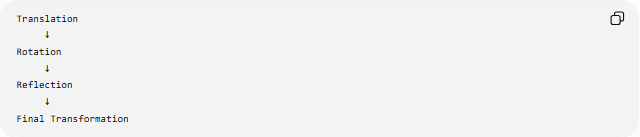 Translation
↓
Rotation
↓
Reflection
↓
Final Transformation